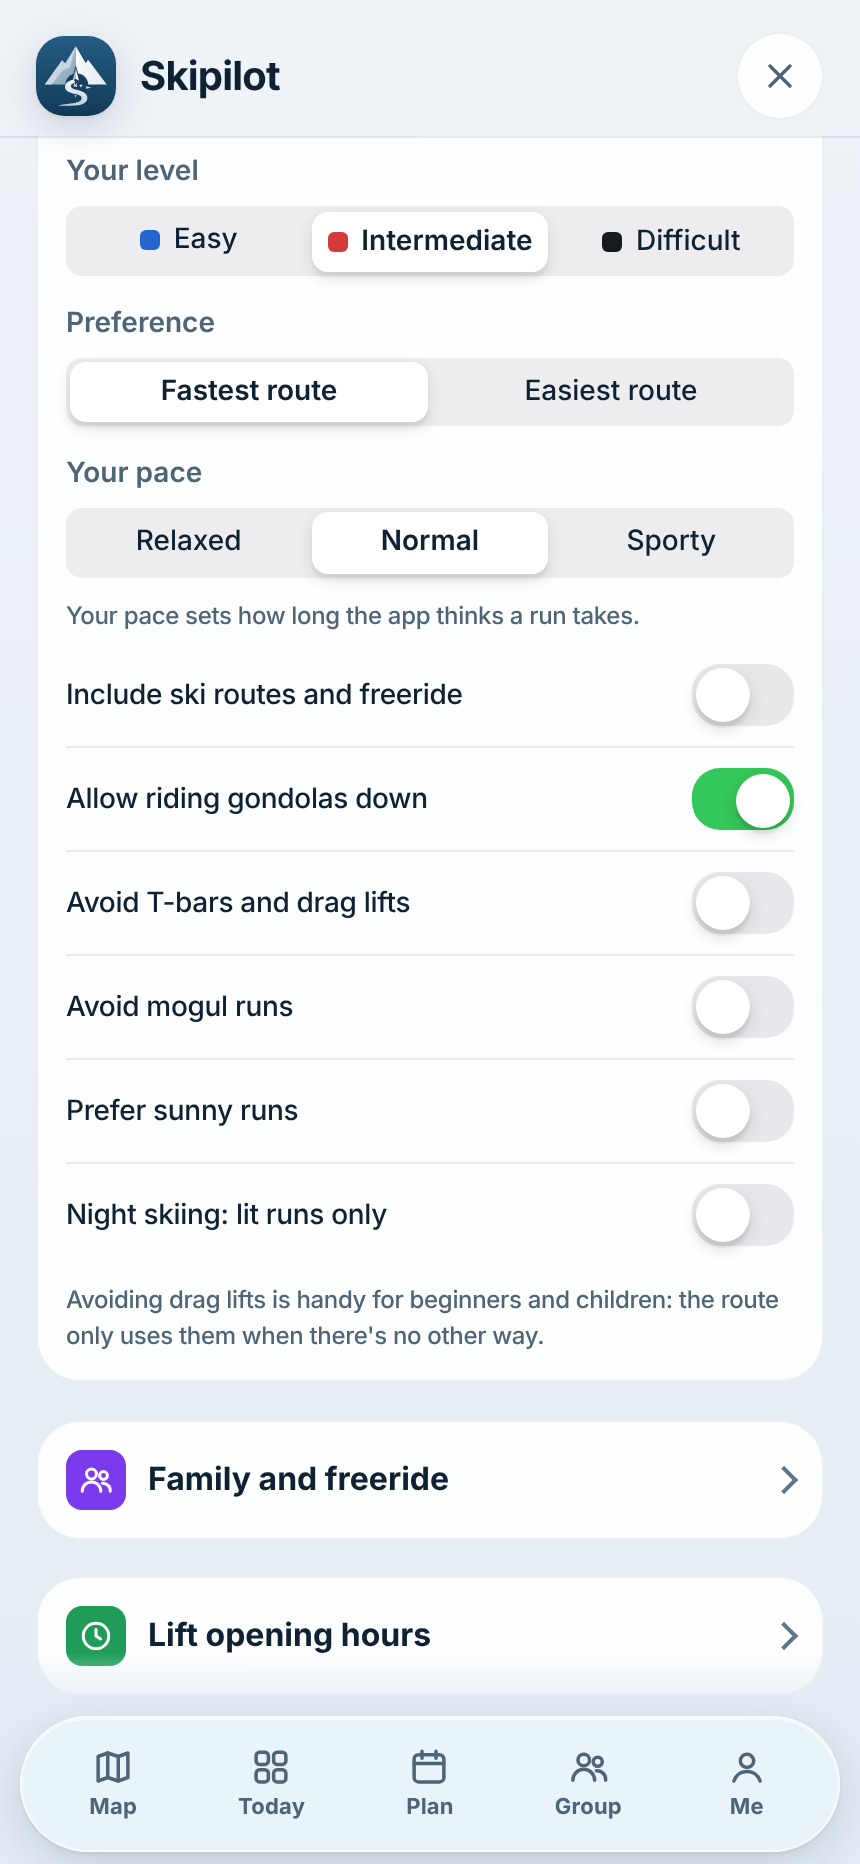 Skipilot
Your level
Easy
Intermediate
Difficult
Preference
Fastest route
Easiest route
Your pace
Relaxed
Normal
Sporty
Your pace sets how long the app thinks a run takes.
Include ski routes and freeride
Allow riding gondolas down
Avoid T-bars and drag lifts
Avoid mogul runs
Prefer sunny runs
Night skiing: lit runs only
Avoiding drag lifts is handy for beginners and children: the route
only uses them when there's no other way.
Family and freeride
Lift opening hours
Map
Today
Plan
Group
Me